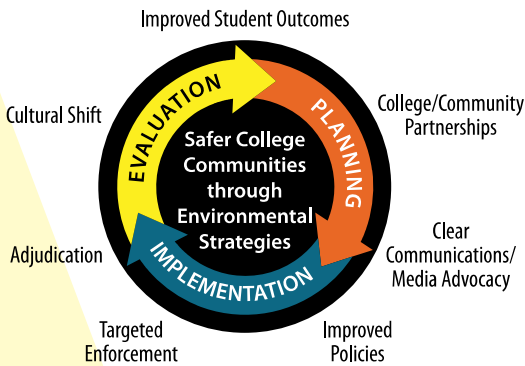 Improved Student Outcomes
College/Community
Partnerships
Clear
Communications/
Media Advocacy
Improved
Policies
Targeted
Enforcement
Adjudication
Cultural Shift
EVALUATION
PLANNING
IMPLEMENTATION
Safer College
Communities
through
Environmental
Strategies